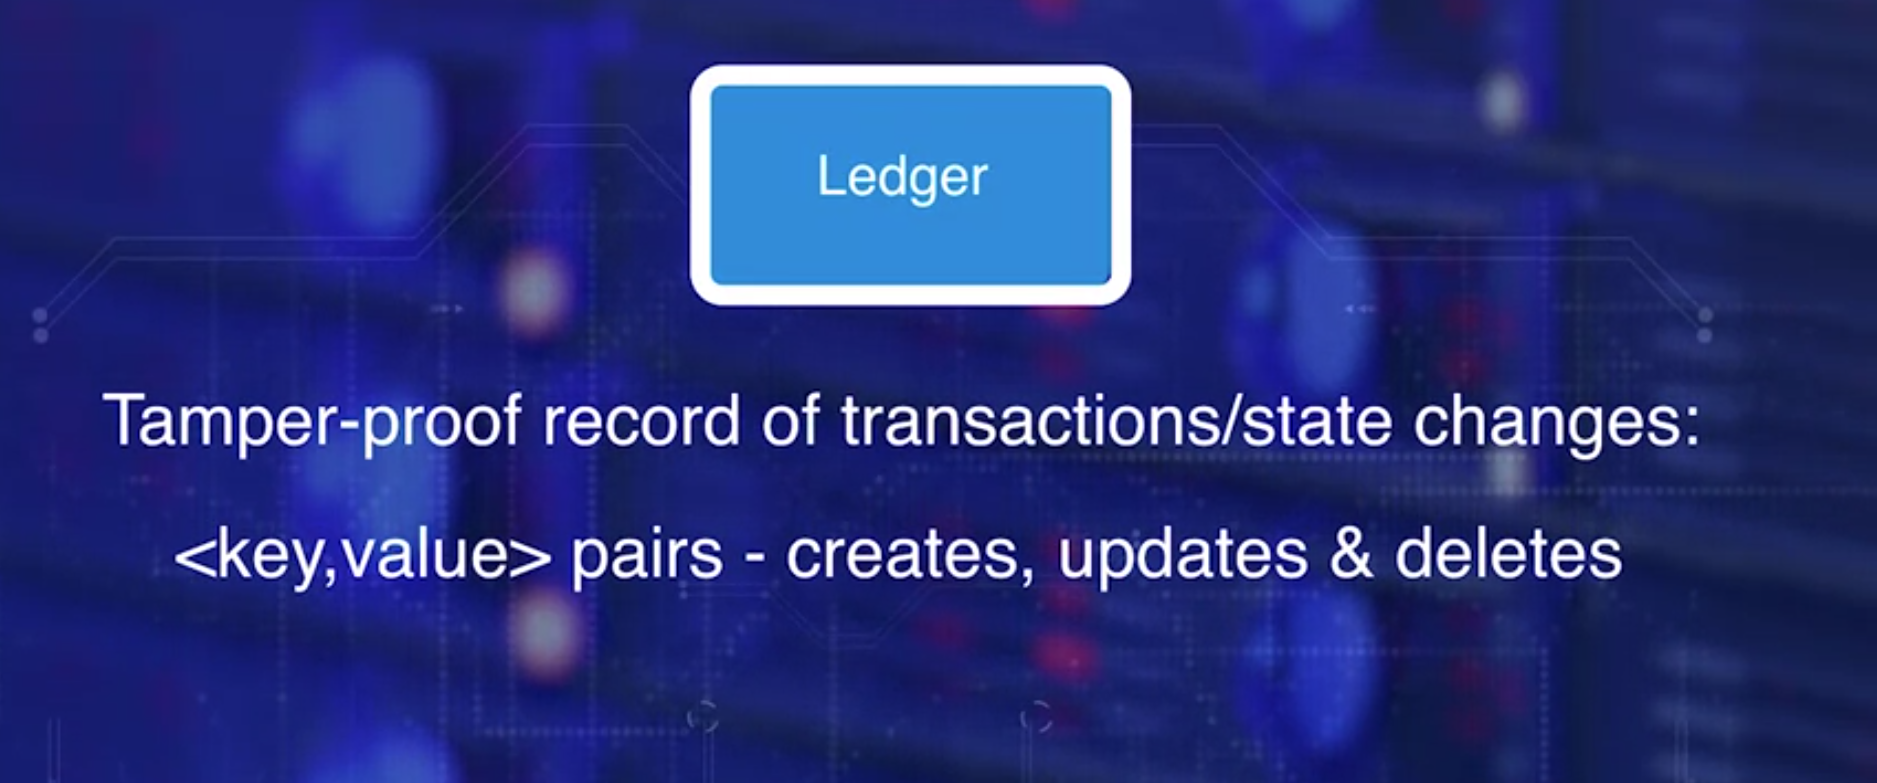 Ledger
Tamper-proof record of transactions/state changes:
<key,value> pairs - creates, updates & deletes